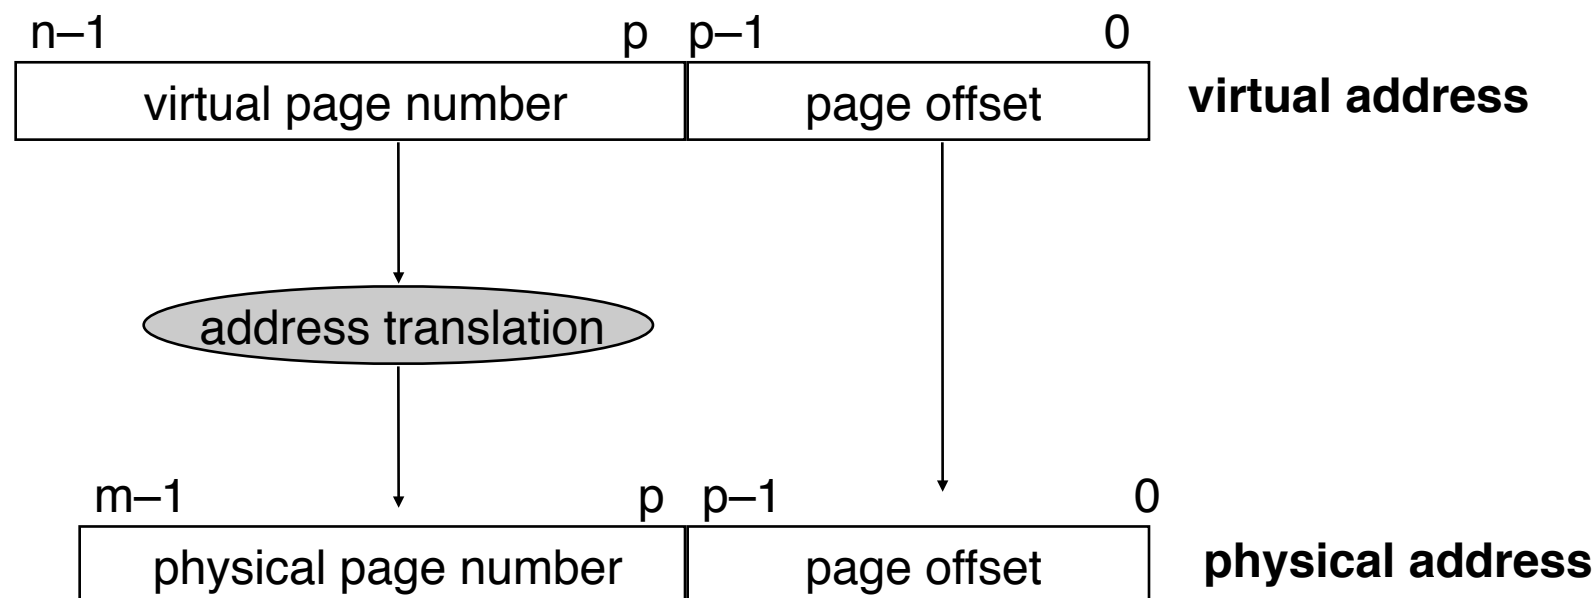 n–1 p p–1 0
virtual page number page offset virtual address
address translation
m–1 p p–1 0
physical page number page offset physical address